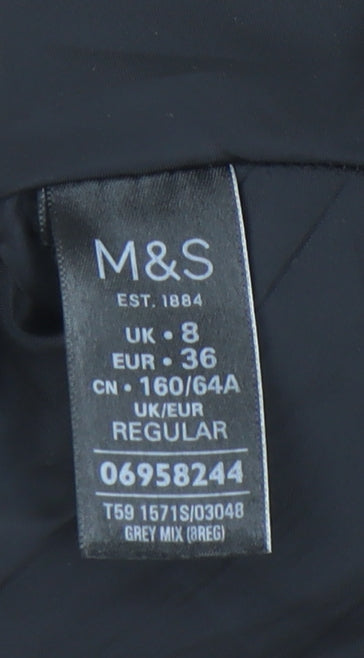 M&S
EST. 1884
UK • 8
EUR • 36
CN • 160/64A
UK/EUR
REGULAR
06958244
T59 1571S/03048
GREY MIX (8REG)